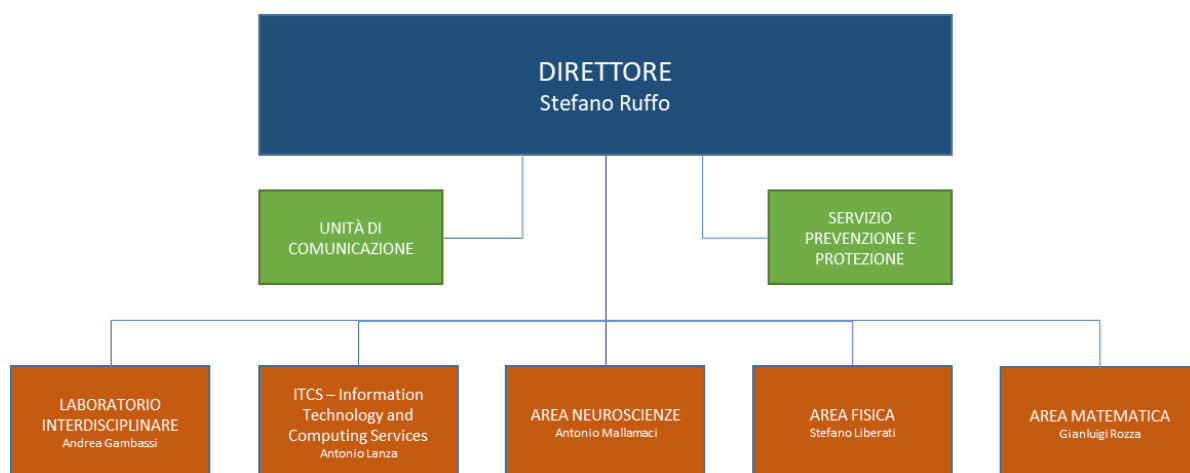 DIRETTORE
Stefano Ruffo
UNITÀ DI
COMUNICAZIONE
SERVIZIO
PREVENZIONE E
PROTEZIONE
LABORATORIO
INTERDISCIPLINARE
Andrea Gambassi
ITCS – Information
Technology and
Computing Services
Antonio Lanza
AREA NEUROSCIENZE
Antonio Mallamaci
AREA FISICA
Stefano Liberati
AREA MATEMATICA
Gianluigi Rozza